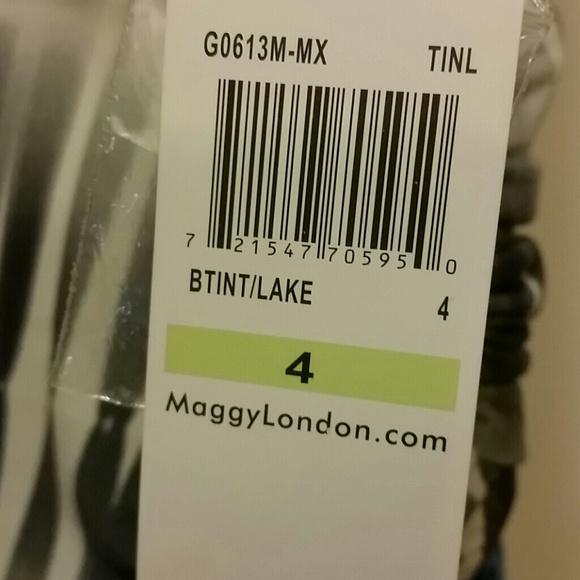 G0613M-MX TINL
7 21547 70595 0
BTINT/LAKE 4
4
MaggyLondon.com